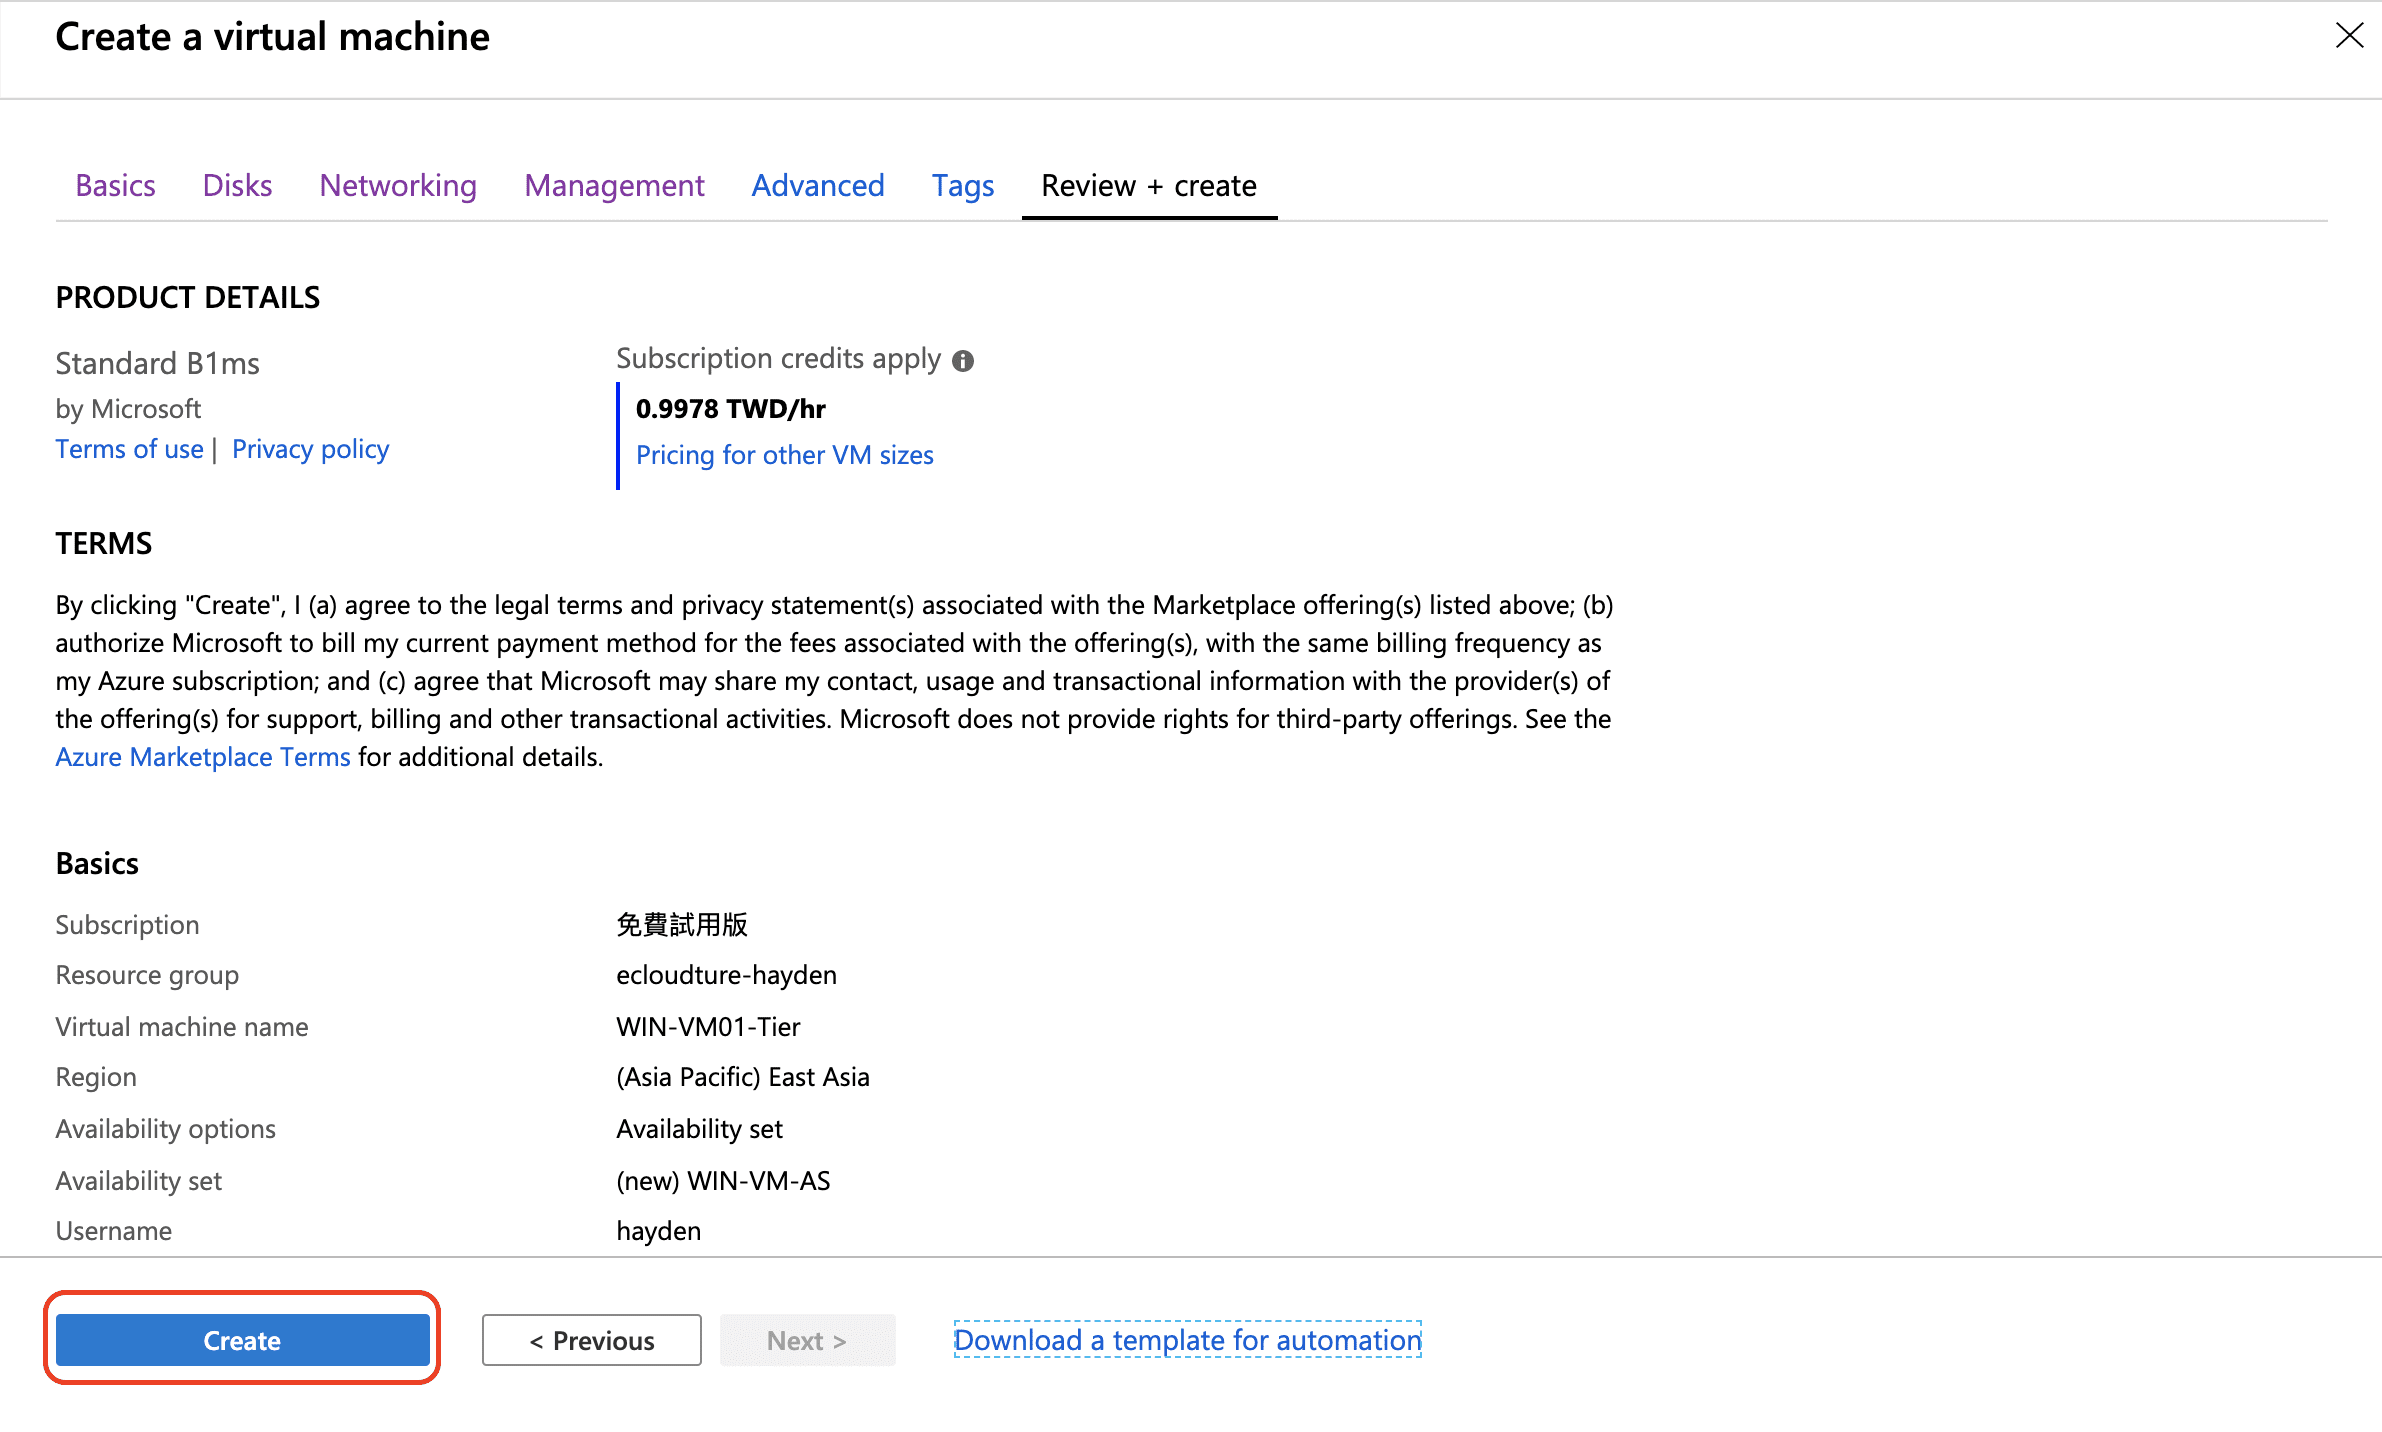 Create a virtual machine
Basics Disks Networking Management Advanced Tags Review + create
PRODUCT DETAILS
Standard B1ms
by Microsoft
Terms of use | Privacy policy
Subscription credits apply
0.9978 TWD/hr
Pricing for other VM sizes
TERMS
By clicking "Create", I (a) agree to the legal terms and privacy statement(s) associated with the Marketplace offering(s) listed above; (b)
authorize Microsoft to bill my current payment method for the fees associated with the offering(s), with the same billing frequency as
my Azure subscription; and (c) agree that Microsoft may share my contact, usage and transactional information with the provider(s) of
the offering(s) for support, billing and other transactional activities. Microsoft does not provide rights for third-party offerings. See the
Azure Marketplace Terms for additional details.
Basics
Subscription 免費試用版
Resource group ecloudture-hayden
Virtual machine name WIN-VM01-Tier
Region (Asia Pacific) East Asia
Availability options Availability set
Availability set (new) WIN-VM-AS
Username hayden
Create < Previous Next > Download a template for automation